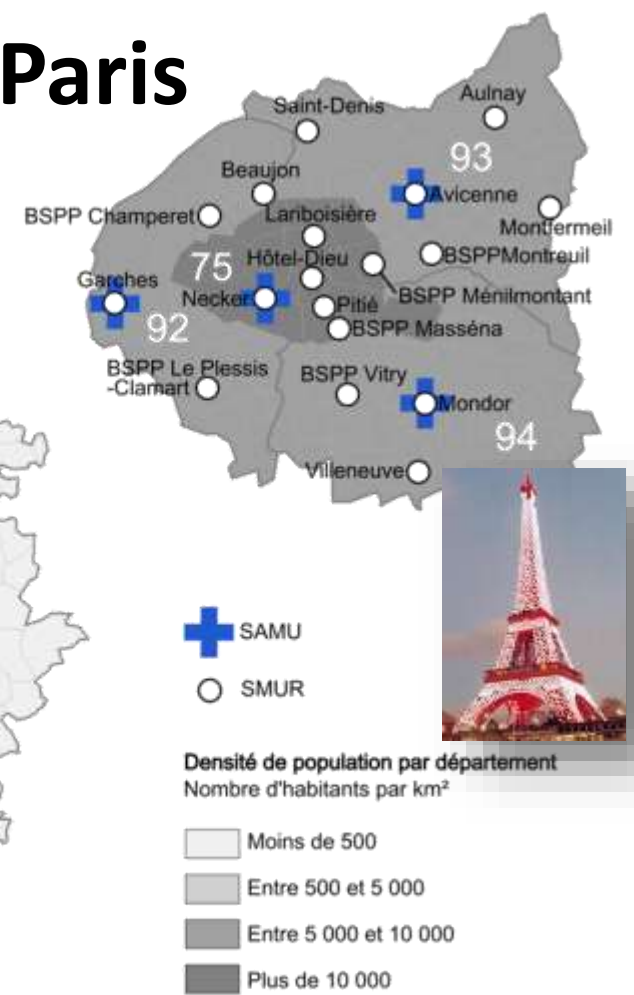 Paris
Saint-Denis
Aulnay
93
Beaujon
Avicenne
BSPP Champeret
Lariboisière
Montfermeil
75
Hôtel-Dieu
BSPPMontreuil
Garches
Necker
BSPP Ménilmontant
Pitié
92
BSPP Masséna
BSPP Le Plessis
-Clamart
BSPP Vitry
Mondor
94
Villeneuve
SAMU
SMUR
Densité de population par département
Nombre d'habitants par km²
Moins de 500
Entre 500 et 5 000
Entre 5 000 et 10 000
Plus de 10 000